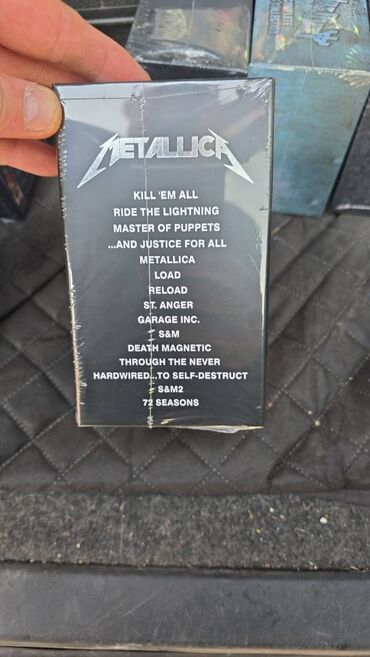 METALLICA
KILL 'EM ALL
RIDE THE LIGHTNING
MASTER OF PUPPETS
...AND JUSTICE FOR ALL
METALLICA
LOAD
RELOAD
ST. ANGER
GARAGE INC.
S&M
DEATH MAGNETIC
THROUGH THE NEVER
HARDWIRED...TO SELF-DESTRUCT
S&M2
72 SEASONS